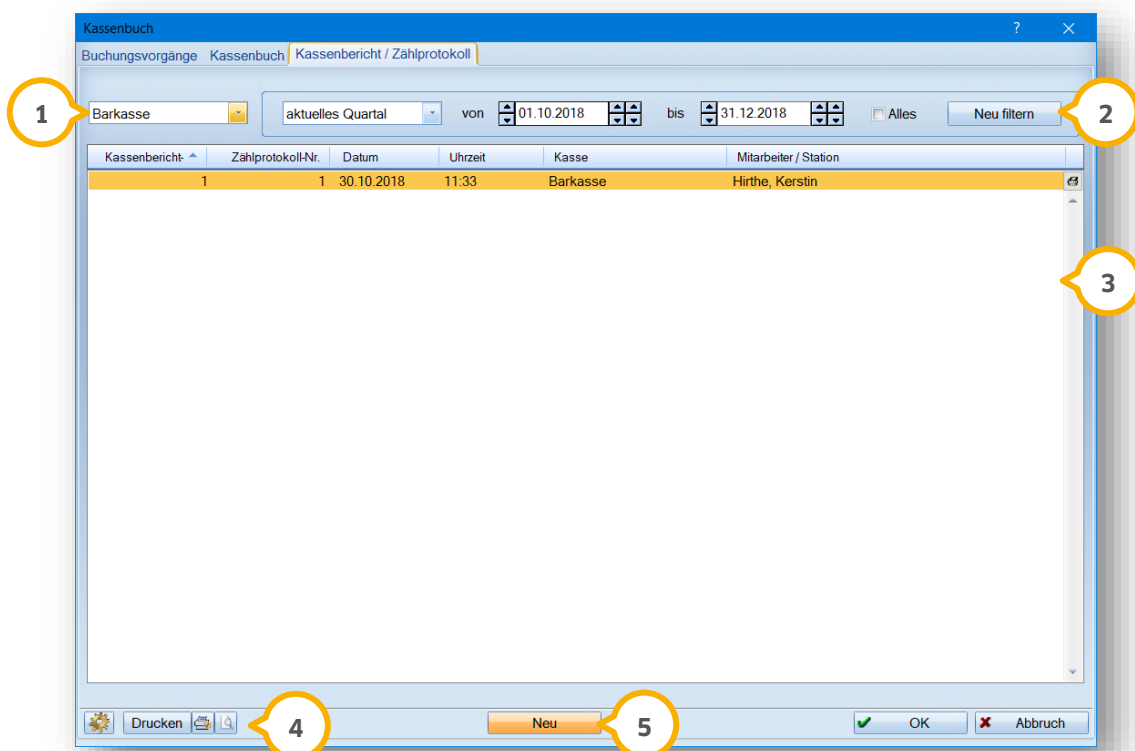 Kassenbuch ?
Buchungsvorgänge Kassenbuch Kassenbericht / Zählprotokoll
1 Barkasse aktuelles Quartal von 01.10.2018 bis 31.12.2018 Alles Neu filtern 2
Kassenbericht- Zählprotokoll-Nr. Datum Uhrzeit Kasse Mitarbeiter / Station
1 1 30.10.2018 11:33 Barkasse Hirthe, Kerstin
3
Drucken 4 Neu 5 OK Abbruch